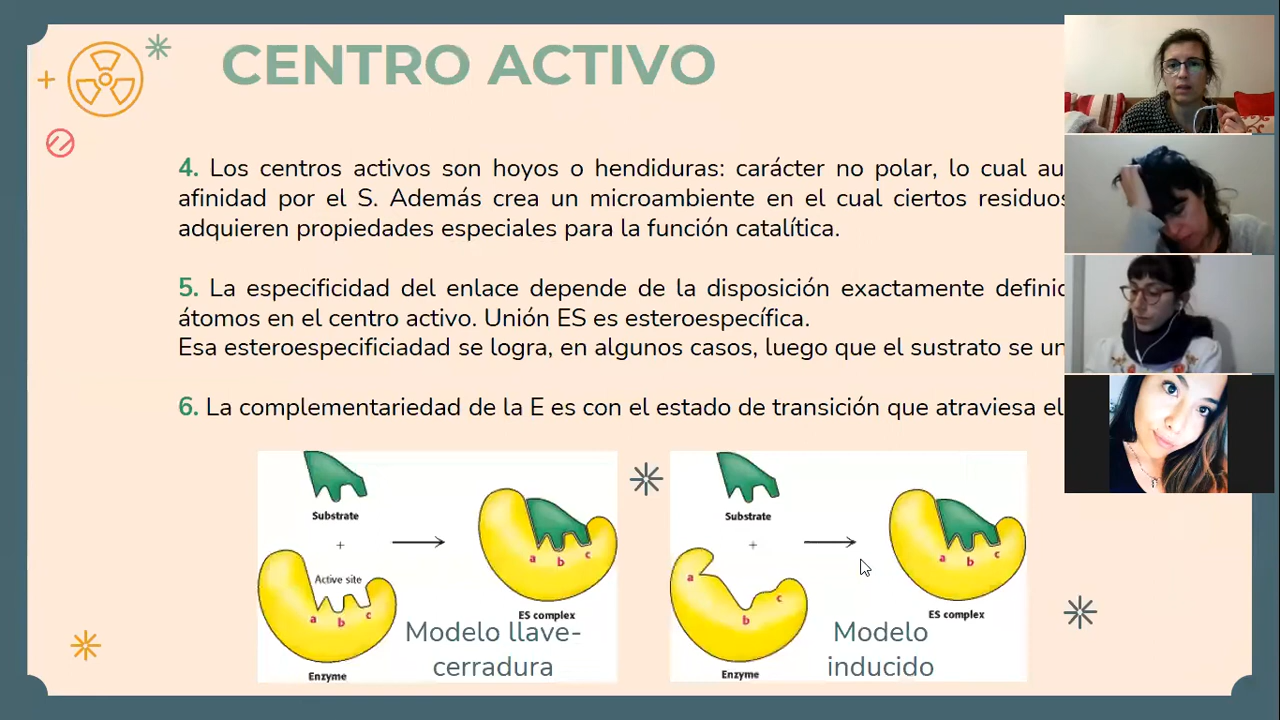 CENTRO ACTIVO
4. Los centros activos son hoyos o hendiduras: carácter no polar, lo cual au
afinidad por el S. Además crea un microambiente en el cual ciertos residuos
adquieren propiedades especiales para la función catalítica.
5. La especificidad del enlace depende de la disposición exactamente definid
átomos en el centro activo. Unión ES es esteroespecífica.
Esa esteroespecificiadad se logra, en algunos casos, luego que el sustrato se un
6. La complementariedad de la E es con el estado de transición que atraviesa el
Substrate
+
Active site
a b c
Enzyme
a b c
ES complex
Modelo llave-
cerradura
Substrate
+
a b c
Enzyme
a b c
ES complex
Modelo
inducido